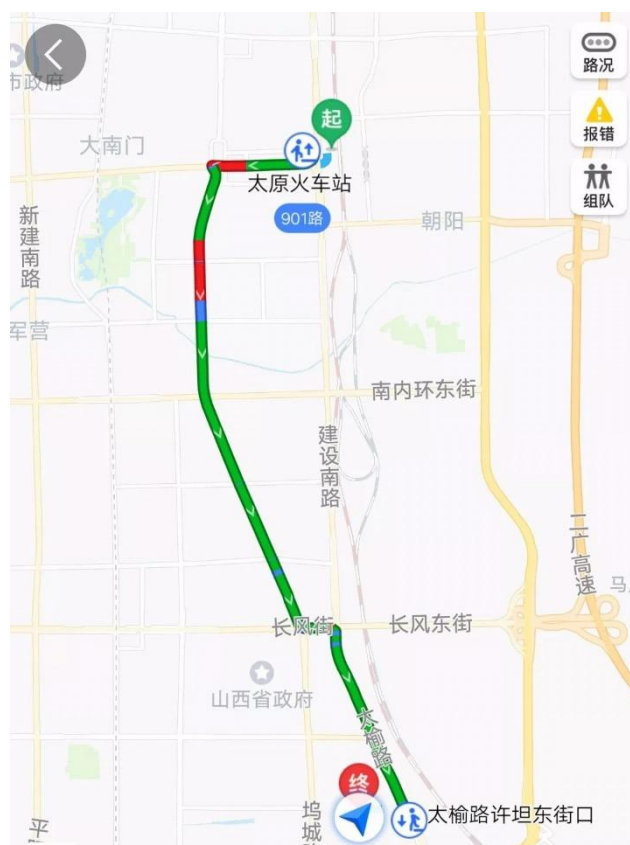 路况
市政府
起
报错
大南门
太原火车站
组队
901路
朝阳
新建南路
军营
南内环东街
建设南路
二广高速
马
长风街
长风东街
山西省政府
太榆路
终
太榆路许坦东街口
坞城
平